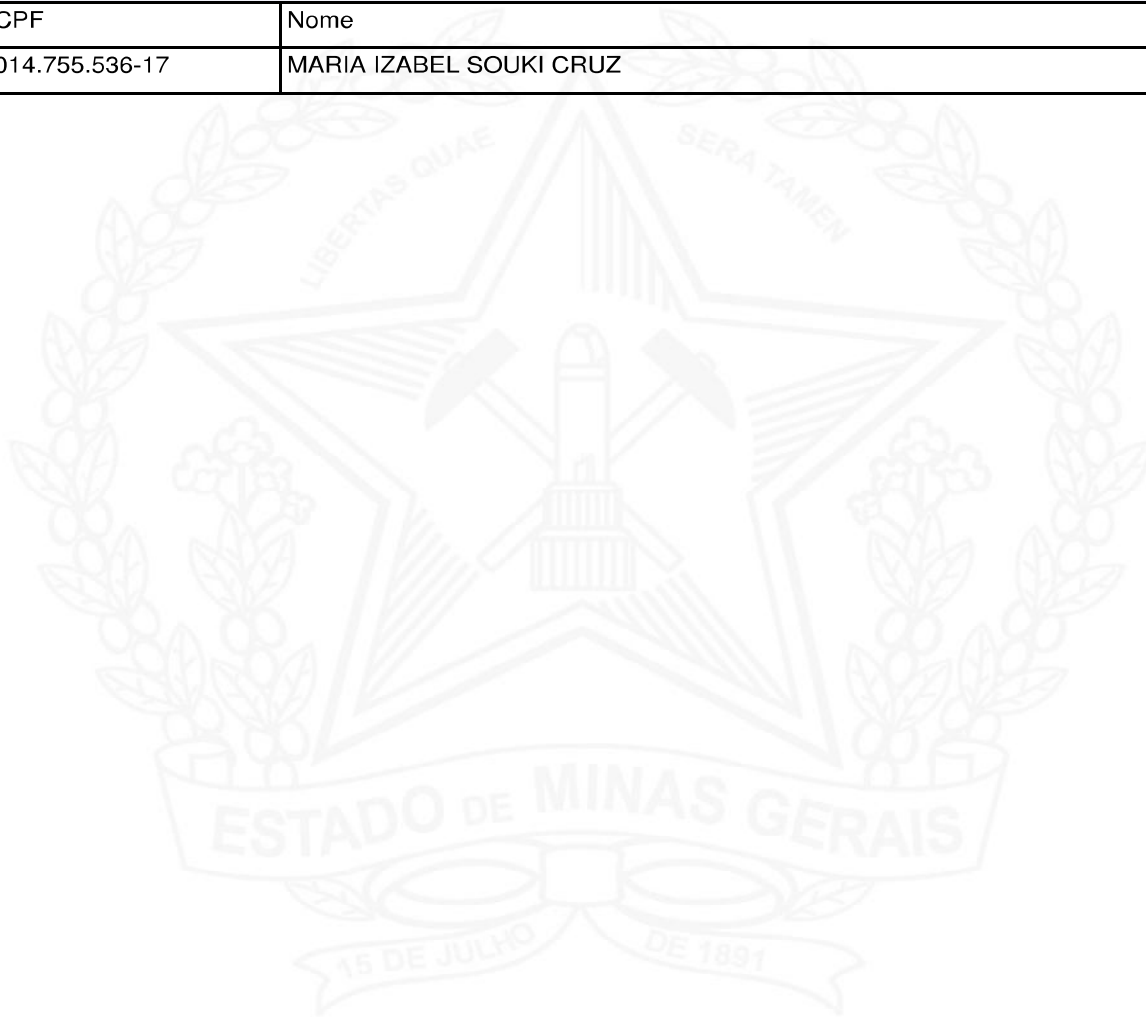 CPF Nome
014.755.536-17 MARIA IZABEL SOUKI CRUZ
LIBERTAS QUAE SERA TAMEN
ESTADO DE MINAS GERAIS
15 DE JULHO DE 1891